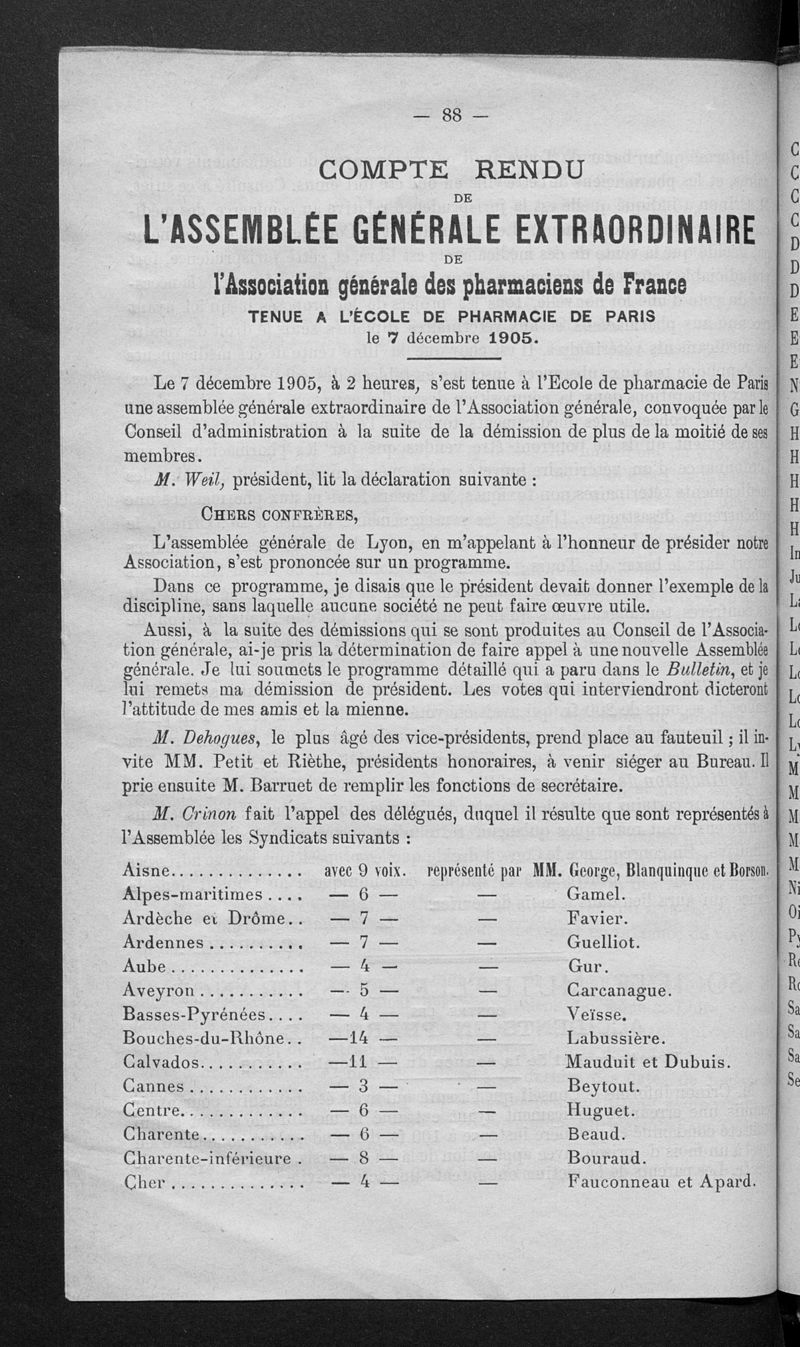 — 88 —
COMPTE RENDU
DE
L'ASSEMBLÉE GÉNÉRALE EXTRAORDINAIRE
DE
l'Association générale des pharmaciens de France
TENUE A L'ÉCOLE DE PHARMACIE DE PARIS
le 7 décembre 1905.
Le 7 décembre 1905, à 2 heures, s'est tenue à l'Ecole de pharmacie de Paris
une assemblée générale extraordinaire de l'Association générale, convoquée par le
Conseil d'administration à la suite de la démission de plus de la moitié de ses
membres.
M. Weil, président, lit la déclaration suivante :
CHERS CONFRÈRES,
L'assemblée générale de Lyon, en m'appelant à l'honneur de présider notre
Association, s'est prononcée sur un programme.
Dans ce programme, je disais que le président devait donner l'exemple de la
discipline, sans laquelle aucune société ne peut faire œuvre utile.
Aussi, à la suite des démissions qui se sont produites au Conseil de l'Associa-
tion générale, ai-je pris la détermination de faire appel à une nouvelle Assemblée
générale. Je lui soumets le programme détaillé qui a paru dans le Bulletin, et je
lui remets ma démission de président. Les votes qui interviendront dicteront
l'attitude de mes amis et la mienne.
M. Dehogues, le plus âgé des vice-présidents, prend place au fauteuil ; il in-
vite MM. Petit et Rièthe, présidents honoraires, à venir siéger au Bureau. Il
prie ensuite M. Barruet de remplir les fonctions de secrétaire.
M. Crinon fait l'appel des délégués, duquel il résulte que sont représentés à
l'Assemblée les Syndicats suivants :
Aisne.............. avec 9 voix. représenté par MM. George, Blanquinque et Borson.
Alpes-maritimes .... — 6 — — Gamel.
Ardèche et Drôme.. — 7 — — Favier.
Ardennes .......... — 7 — — Guelliot.
Aube .............. — 4 — — Gur.
Aveyron ........... — 5 — — Carcanague.
Basses-Pyrénées.... — 4 — — Veïsse.
Bouches-du-Rhône.. —14 — — Labussière.
Calvados........... —11 — — Mauduit et Dubuis.
Cannes ............ — 3 — — Beytout.
Centre............. — 6 — — Huguet.
Charente........... — 6 — — Beaud.
Charente-inférieure . — 8 — — Bouraud.
Cher .............. — 4 — — Fauconneau et Apard.
C
C
C
C
D
D
D
E
E
E
N
G
H
H
H
H
H
In
Ju
L
L
L
L
L
L
L
M
M
M
M
M
Ni
Oi
Py
R
R
Sa
Sa
Sa
Se